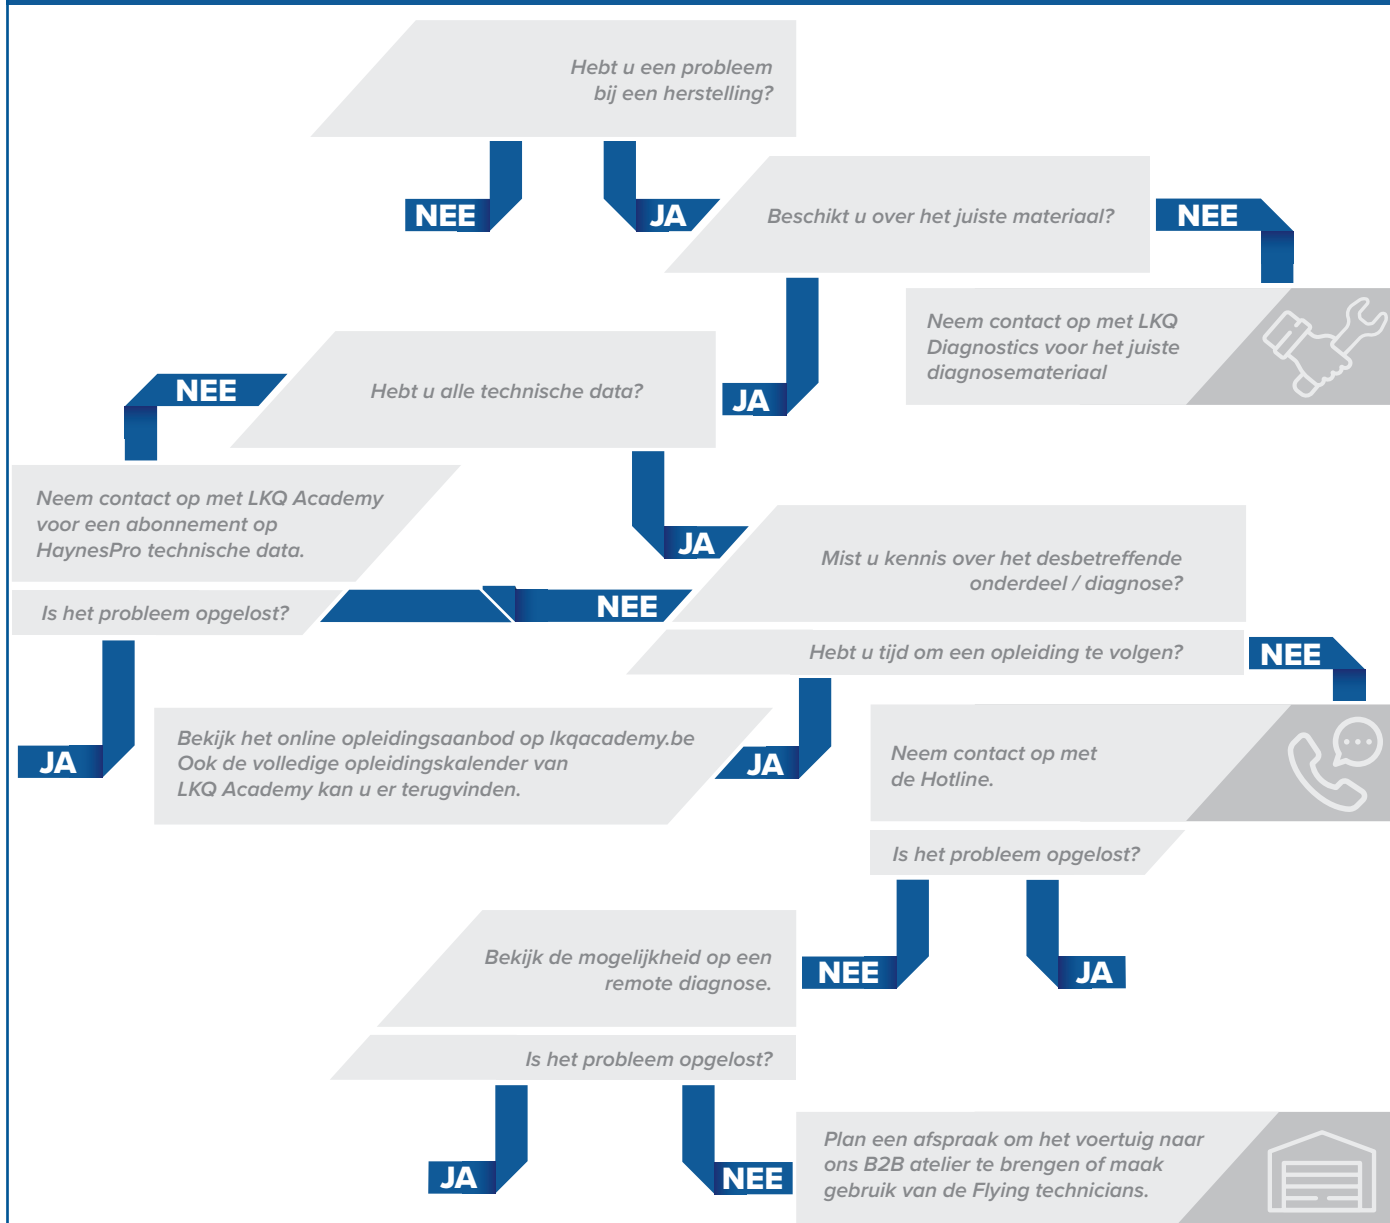 Hebt u een probleem
bij een herstelling?
NEE
JA
Beschikt u over het juiste materiaal?
NEE
Neem contact op met LKQ
Diagnostics voor het juiste
diagnosemateriaal
JA
Hebt u alle technische data?
NEE
Neem contact op met LKQ Academy
voor een abonnement op
HaynesPro technische data.
Is het probleem opgelost?
JA
NEE
JA
Mist u kennis over het desbetreffende
onderdeel / diagnose?
Hebt u tijd om een opleiding te volgen?
NEE
JA
Bekijk het online opleidingsaanbod op lkqacademy.be
Ook de volledige opleidingskalender van
LKQ Academy kan u er terugvinden.
Neem contact op met
de Hotline.
Is het probleem opgelost?
NEE
JA
Bekijk de mogelijkheid op een
remote diagnose.
Is het probleem opgelost?
JA
NEE
Plan een afspraak om het voertuig naar
ons B2B atelier te brengen of maak
gebruik van de Flying technicians.